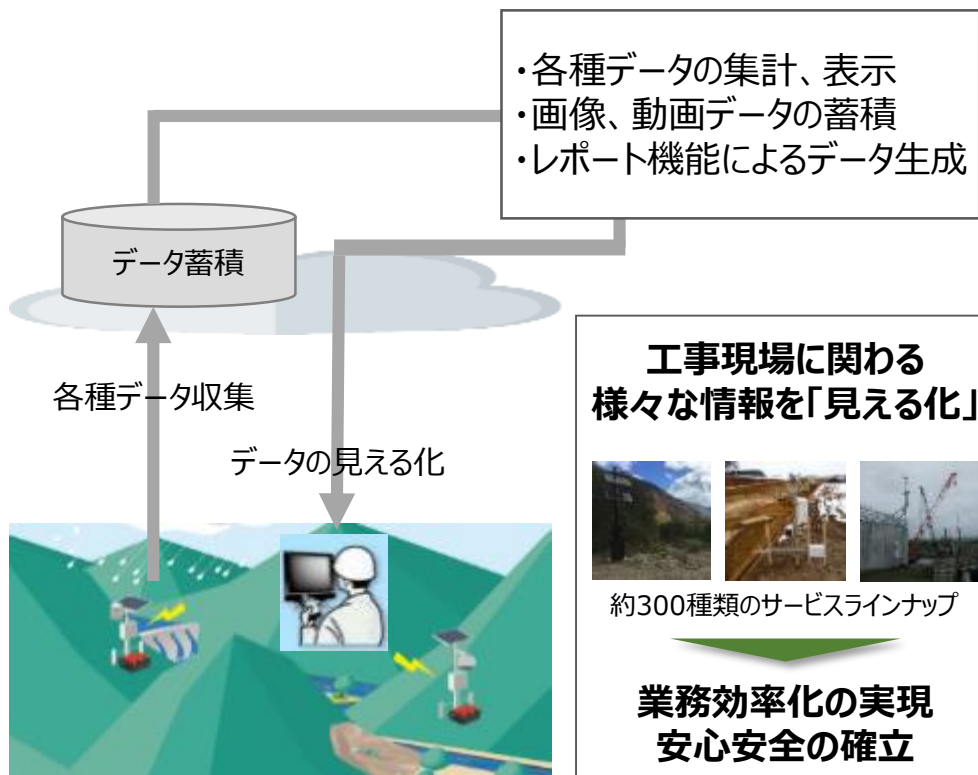 ・各種データの集計、表示
・画像、動画データの蓄積
・レポート機能によるデータ生成
データ蓄積
各種データ収集
データの見える化
工事現場に関わる
様々な情報を「見える化」
約300種類のサービスラインナップ
業務効率化の実現
安心安全の確立